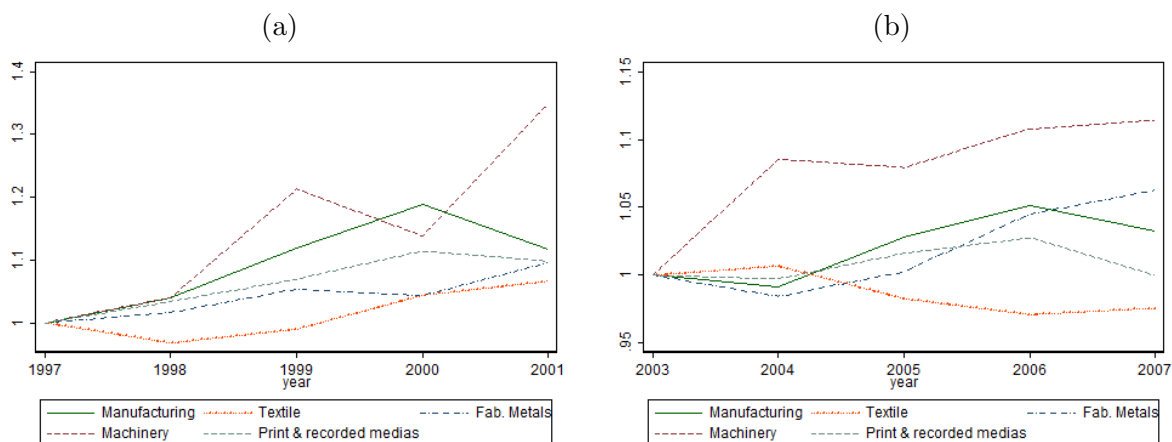 (a)
1.4
1.3
1.2
1.1
1
1997 1998 1999 2000 2001
year
Manufacturing Textile Fab. Metals
Machinery Print & recorded medias
(b)
1.15
1.1
1.05
1
.95
2003 2004 2005 2006 2007
year
Manufacturing Textile Fab. Metals
Machinery Print & recorded medias